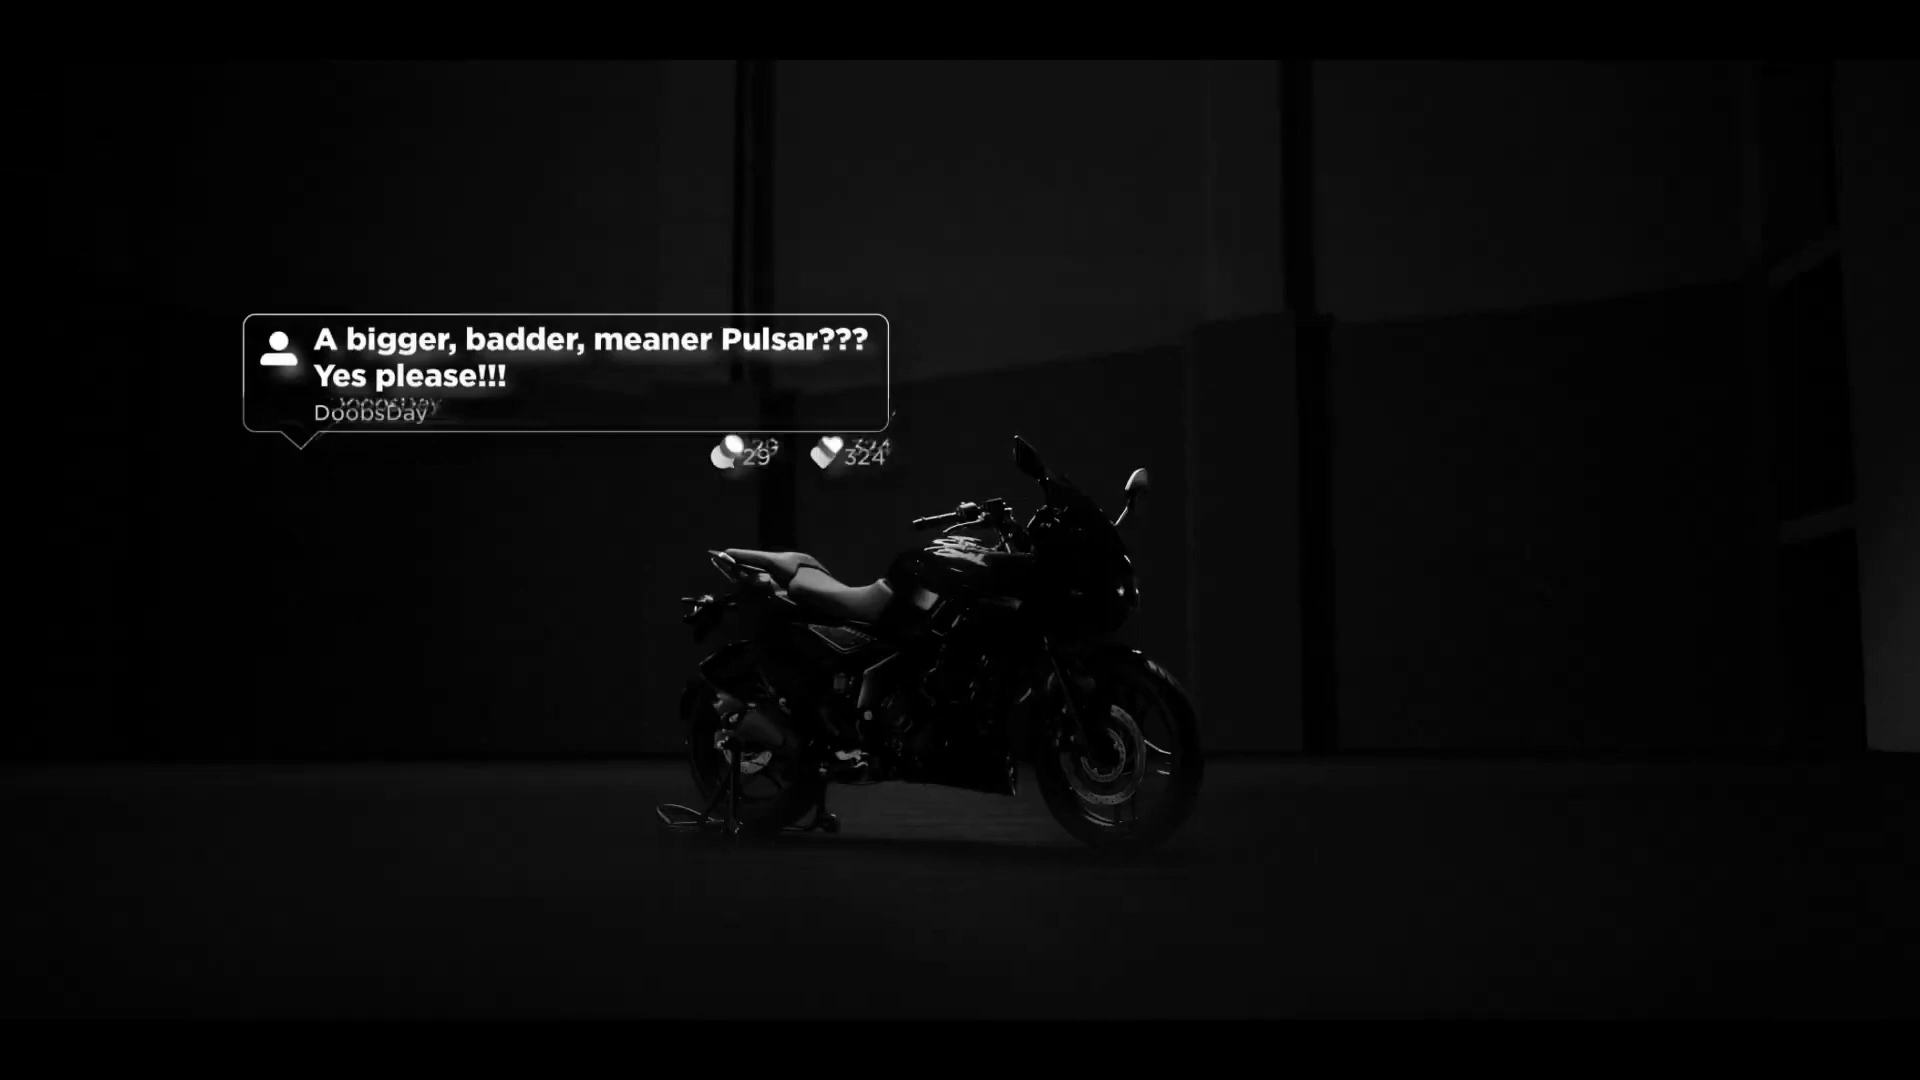 A bigger, badder, meaner Pulsar???
Yes please!!!
DoobsDay
29 324